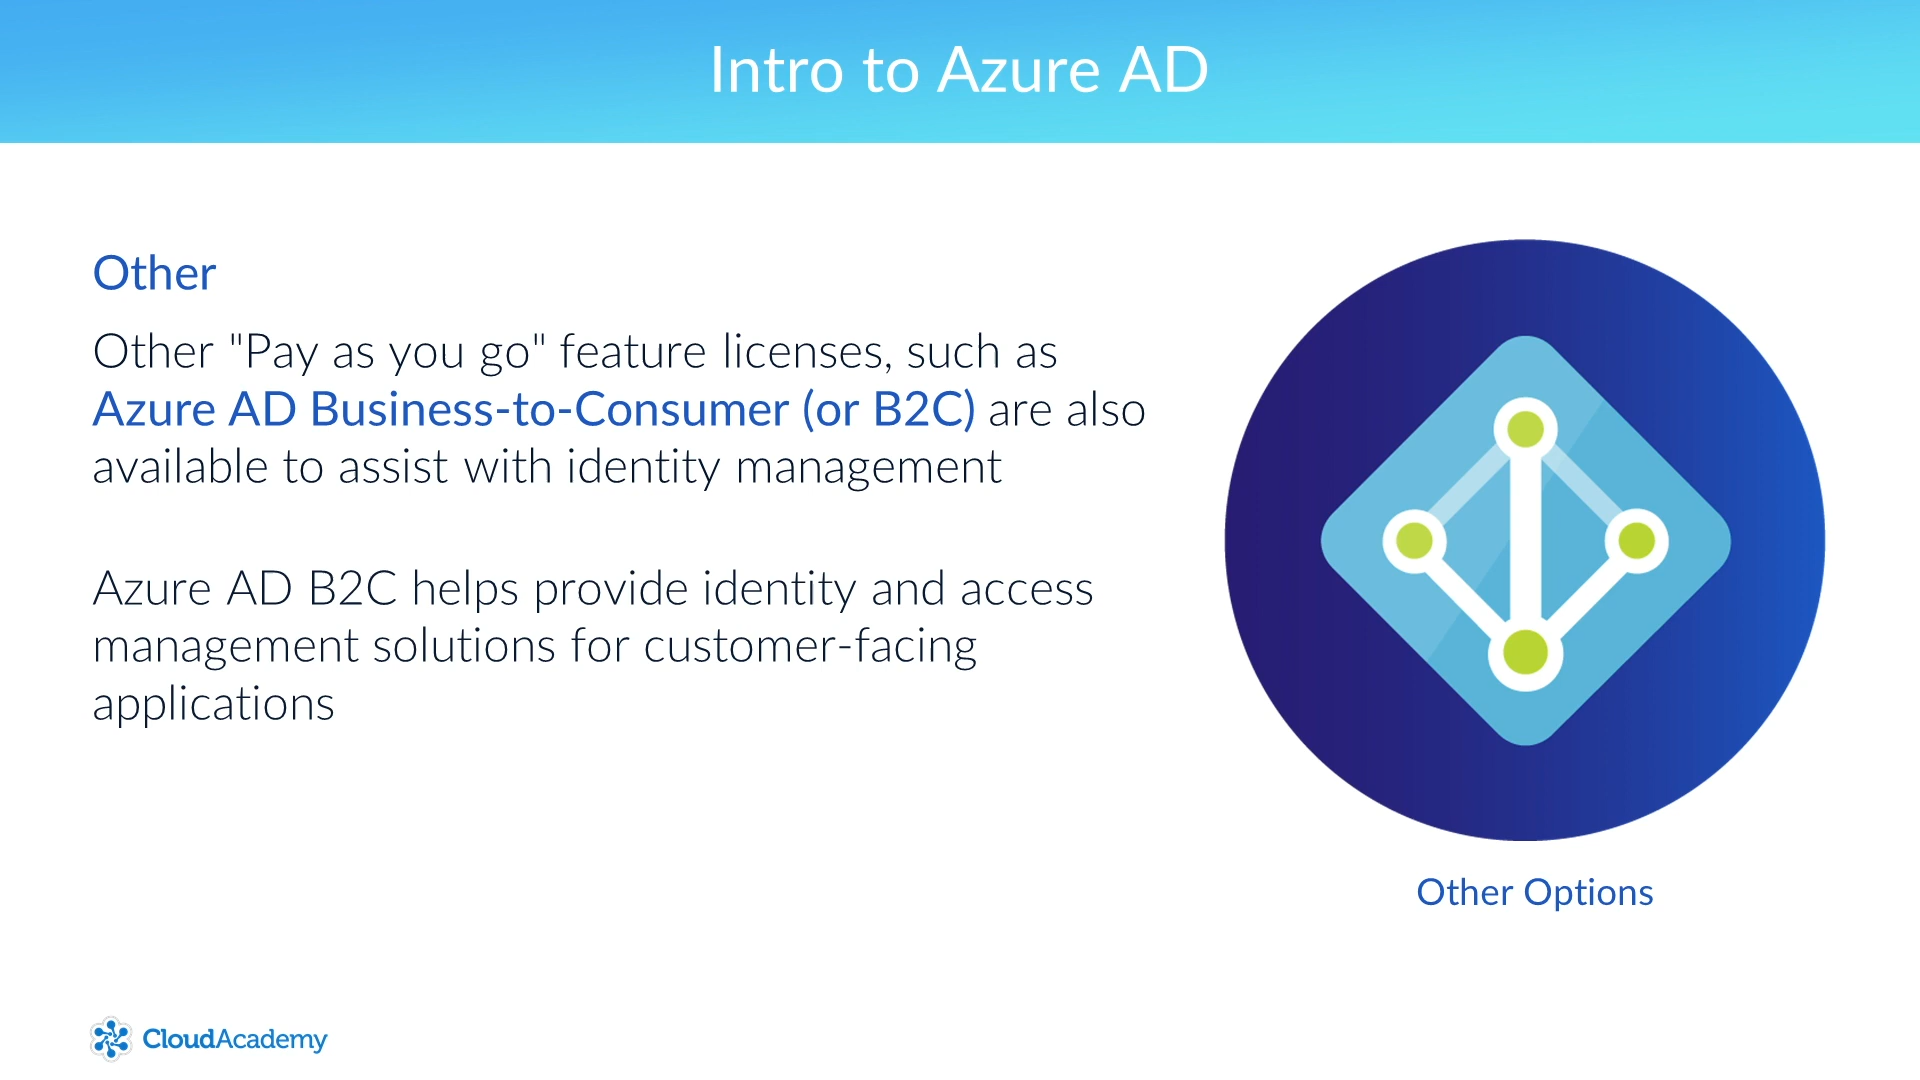 Intro to Azure AD
Other
Other "Pay as you go" feature licenses, such as
Azure AD Business-to-Consumer (or B2C) are also
available to assist with identity management
Azure AD B2C helps provide identity and access
management solutions for customer-facing
applications
Other Options
CloudAcademy